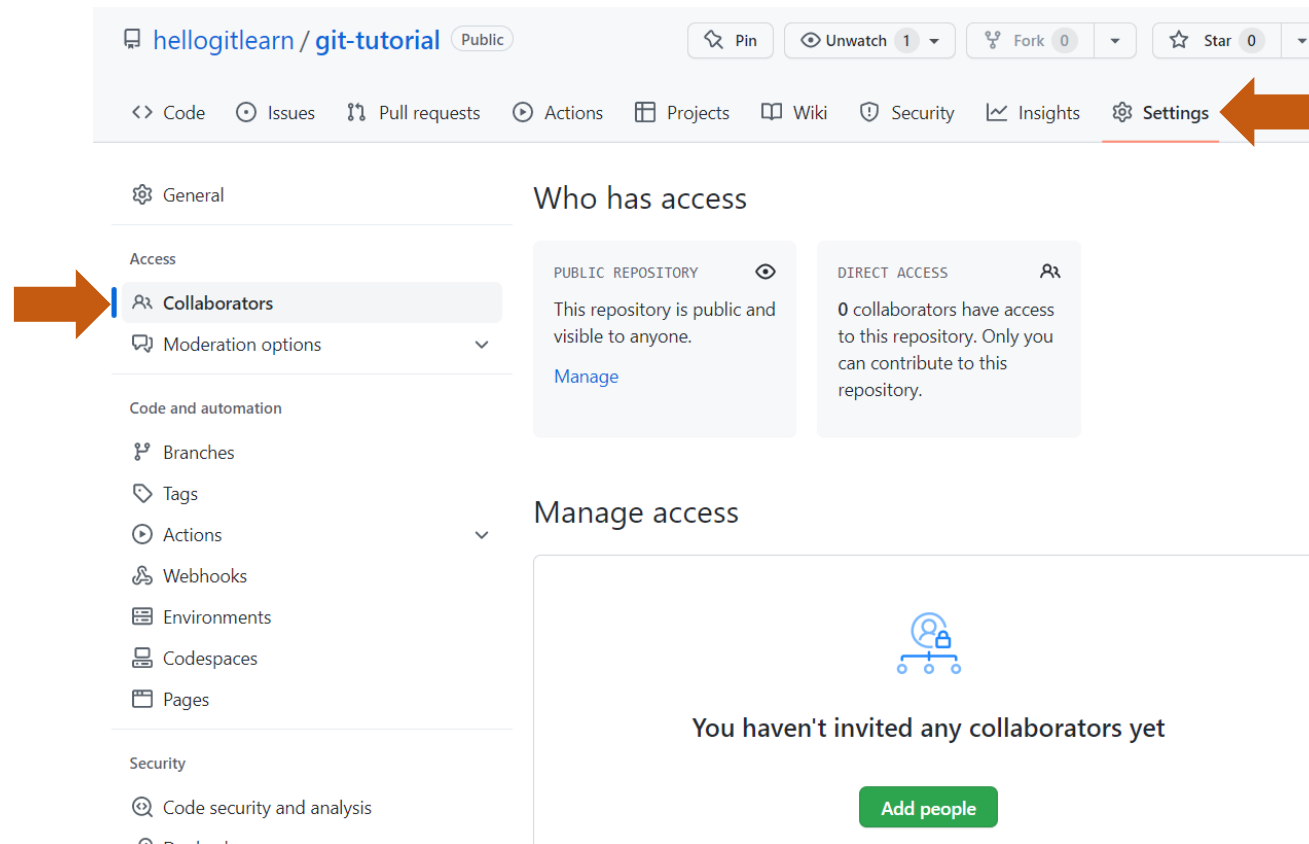 hellogitlearn / git-tutorial Public
Pin Unwatch 1 Fork 0 Star 0
Code Issues Pull requests Actions Projects Wiki Security Insights Settings
General
Access
Collaborators
Moderation options
Code and automation
Branches
Tags
Actions
Webhooks
Environments
Codespaces
Pages
Security
Code security and analysis
Who has access
PUBLIC REPOSITORY
This repository is public and
visible to anyone.
Manage
DIRECT ACCESS
0 collaborators have access
to this repository. Only you
can contribute to this
repository.
Manage access
You haven't invited any collaborators yet
Add people